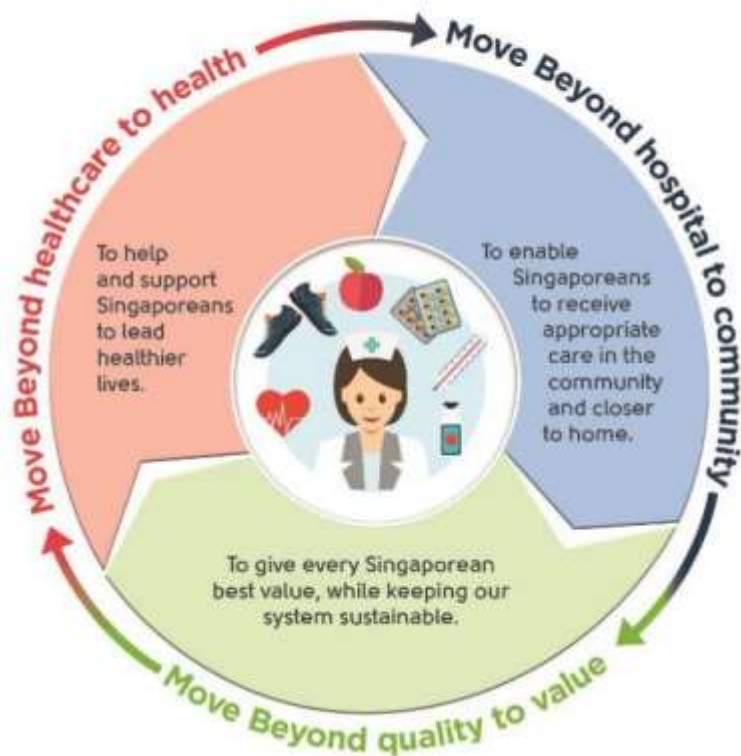 Move Beyond healthcare to health
To help
and support
Singaporeans
to lead
healthier
lives.
Move Beyond hospital to community
To enable
Singaporeans
to receive
appropriate
care in the
community
and closer
to home.
To give every Singaporean
best value, while keeping our
system sustainable.
Move Beyond quality to value